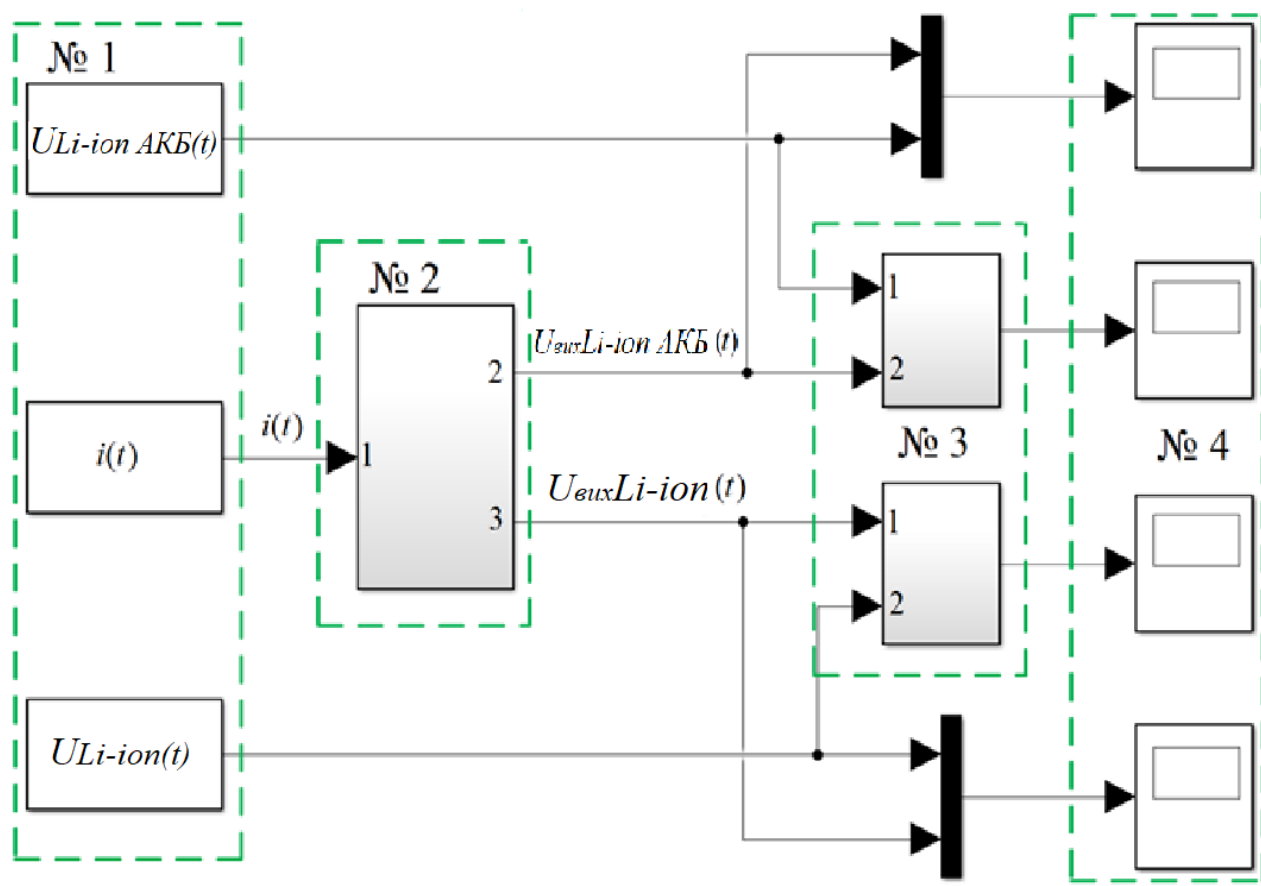 № 1
ULi-ion АКБ(t)
i(t)
i(t)
ULi-ion(t)
№ 2
1
2
3
UвихLi-ion АКБ (t)
UвихLi-ion (t)
1
2
№ 3
1
2
№ 4